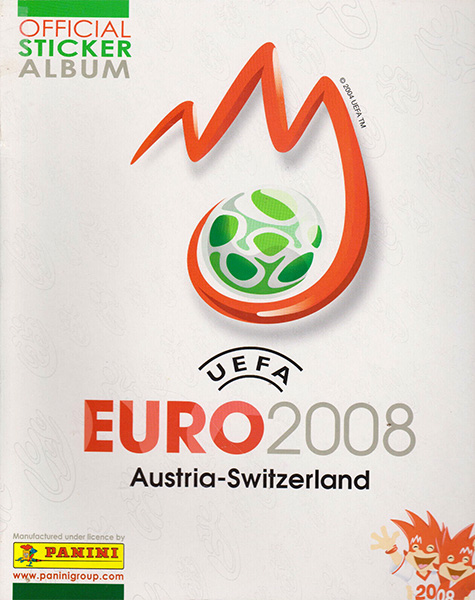 OFFICIAL
STICKER
ALBUM
© 2004 UEFA TM
UEFA
EURO2008
Austria-Switzerland
Manufactured under licence by
PANINI
www.paninigroup.com
2008